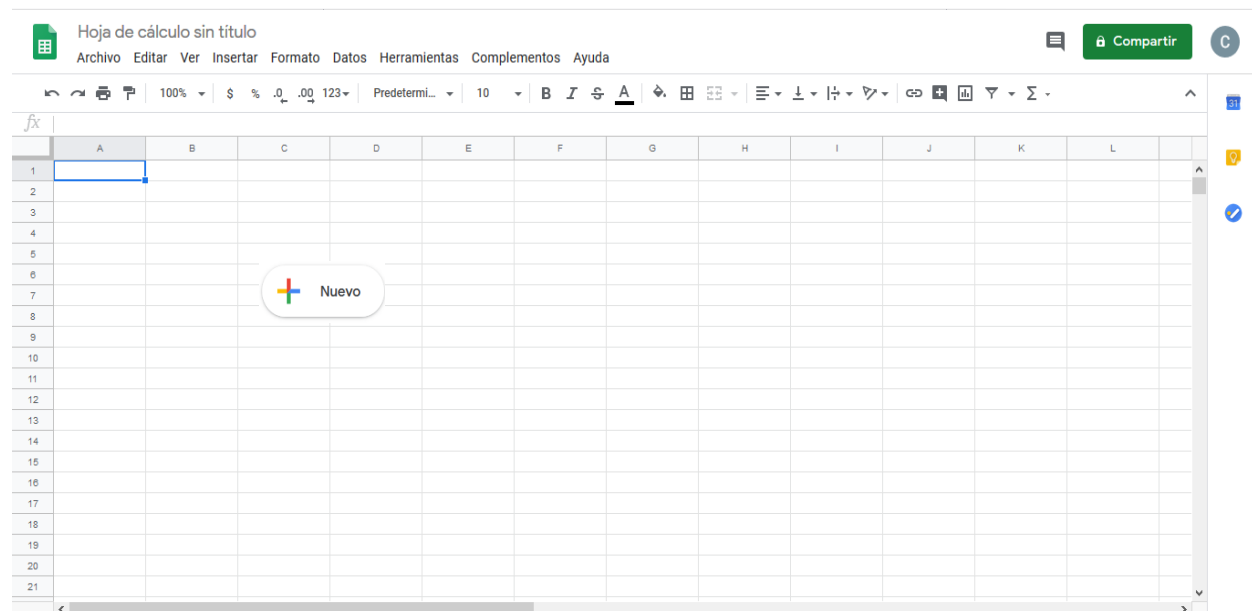 Hoja de cálculo sin título
Archivo Editar Ver Insertar Formato Datos Herramientas Complementos Ayuda
Compartir
C
100% $ % .0 .00 123 Predetermi... 10 B I S A Σ
31
fx
A B C D E F G H I J K L
1
2
3
4
5
6
Nuevo
7
8
9
10
11
12
13
14
15
16
17
18
19
20
21